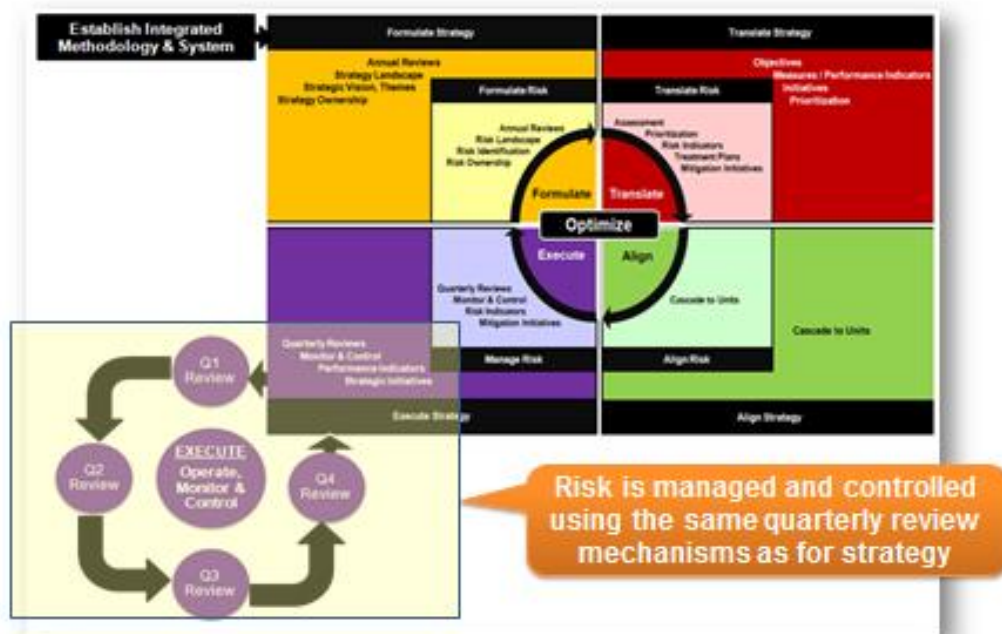 Establish Integrated
Methodology & System
Formulate Strategy
Translate Strategy
Annual Reviews
Strategy Landscape
Strategic Vision, Themes
Strategy Ownership
Formulate Risk
Annual Reviews
Risk Landscape
Risk Identification
Risk Ownership
Translate Risk
Assessment
Prioritization
Risk Indicators
Treatment Plans
Mitigation Initiatives
Objectives
Measures / Performance Indicators
Initiatives
Prioritization
Formulate
Translate
Optimize
Execute
Align
Quarterly Reviews
Monitor & Control
Risk Indicators
Mitigation Initiatives
Manage Risk
Cascade to Units
Align Risk
Cascade to Units
Quarterly Reviews
Monitor & Control
Performance Indicators
Strategic Initiatives
Execute Strategy
Align Strategy
Q1
Review
Q2
Review
EXECUTE
Operate,
Monitor &
Control
Q4
Review
Q3
Review
Risk is managed and controlled
using the same quarterly review
mechanisms as for strategy